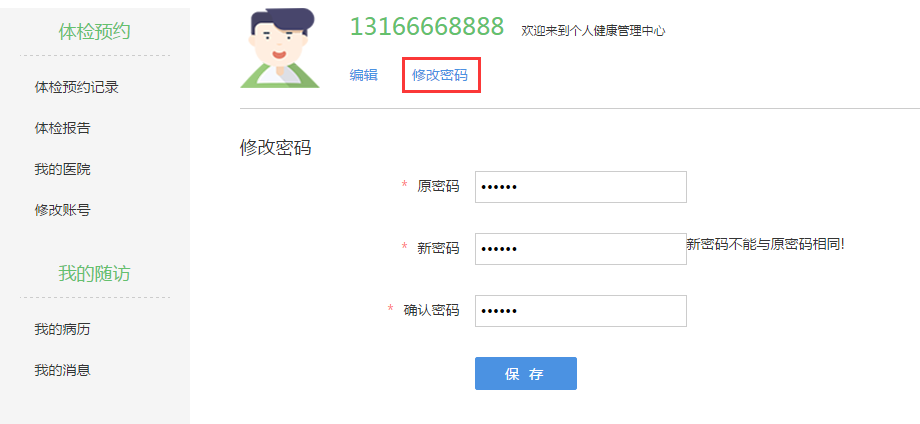 体检预约
体检预约记录
体检报告
我的医院
修改账号
我的随访
我的病历
我的消息
13166668888 欢迎来到个人健康管理中心
编辑 修改密码
修改密码
* 原密码 ••••••
* 新密码 •••••• 新密码不能与原密码相同!
* 确认密码 ••••••
保 存